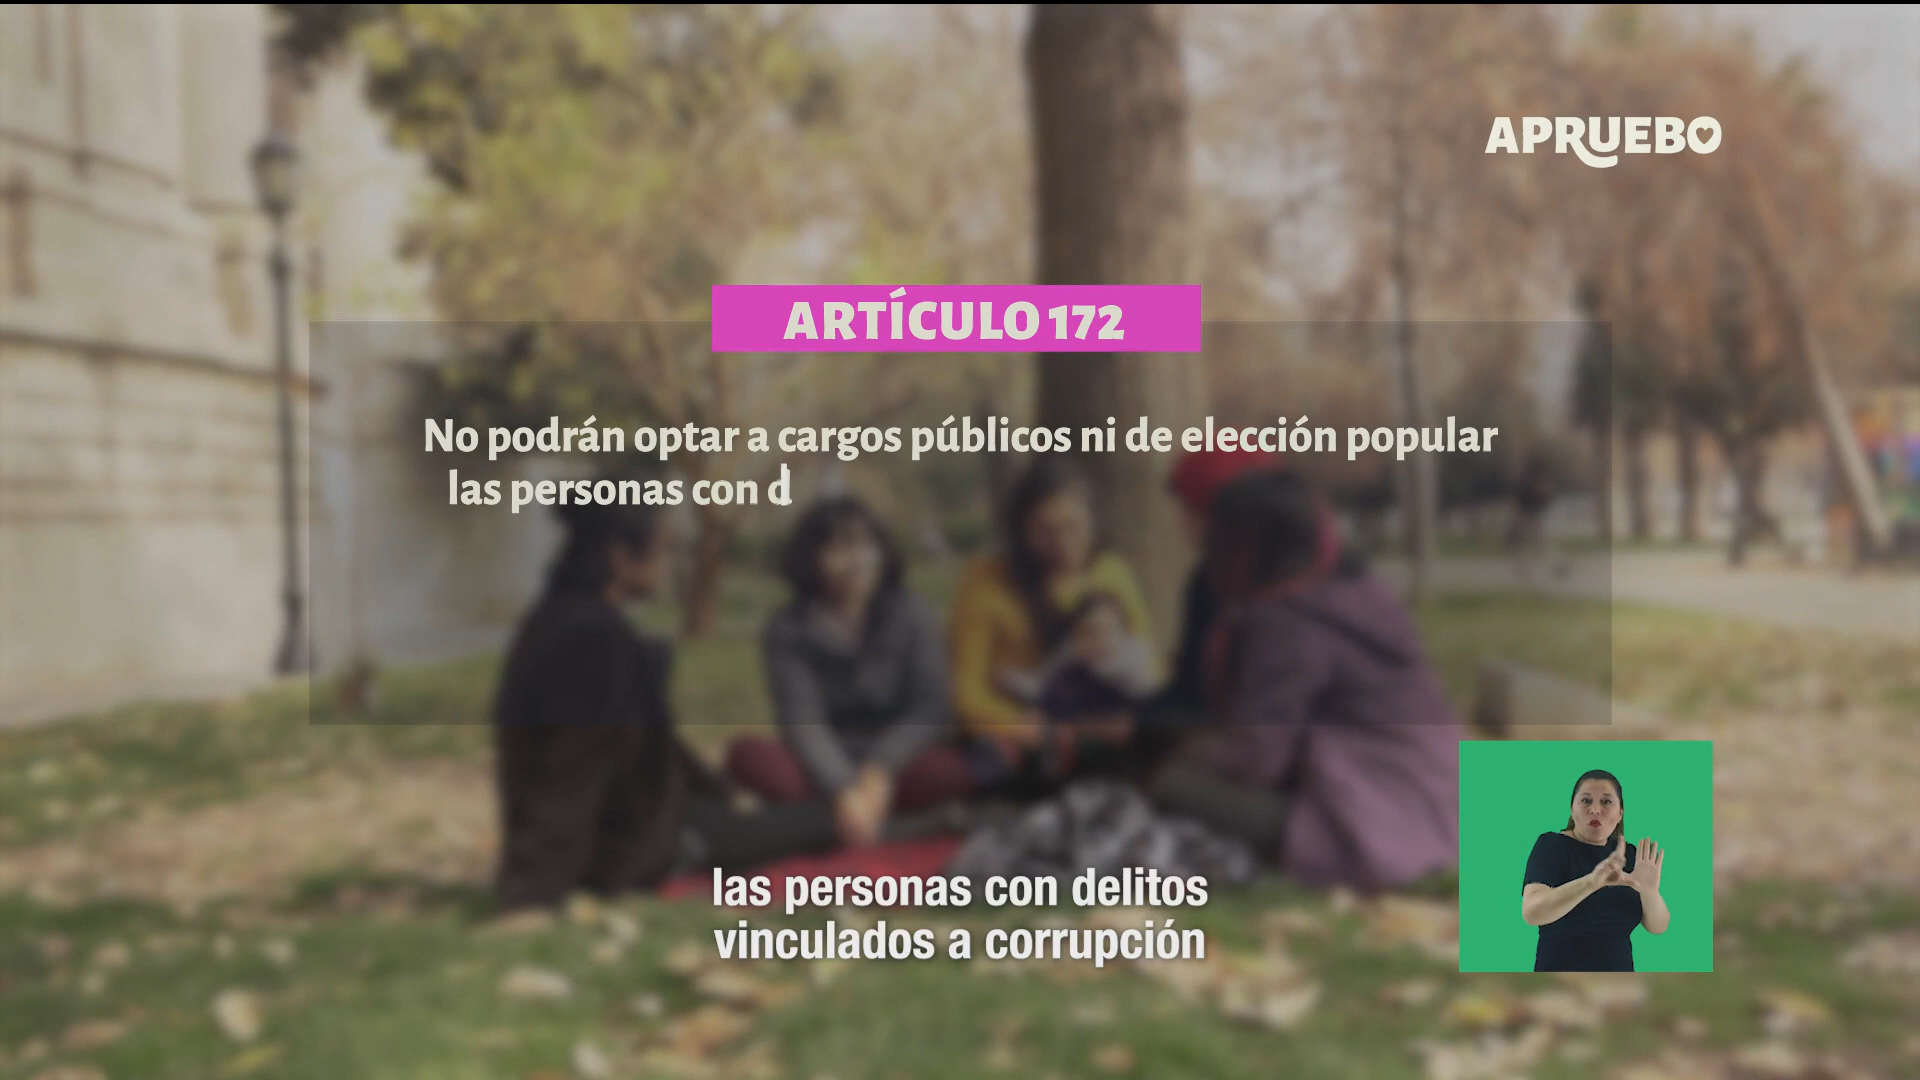 APRUEBO
ARTÍCULO 172
No podrán optar a cargos públicos ni de elección popular
las personas con d
las personas con delitos
vinculados a corrupción